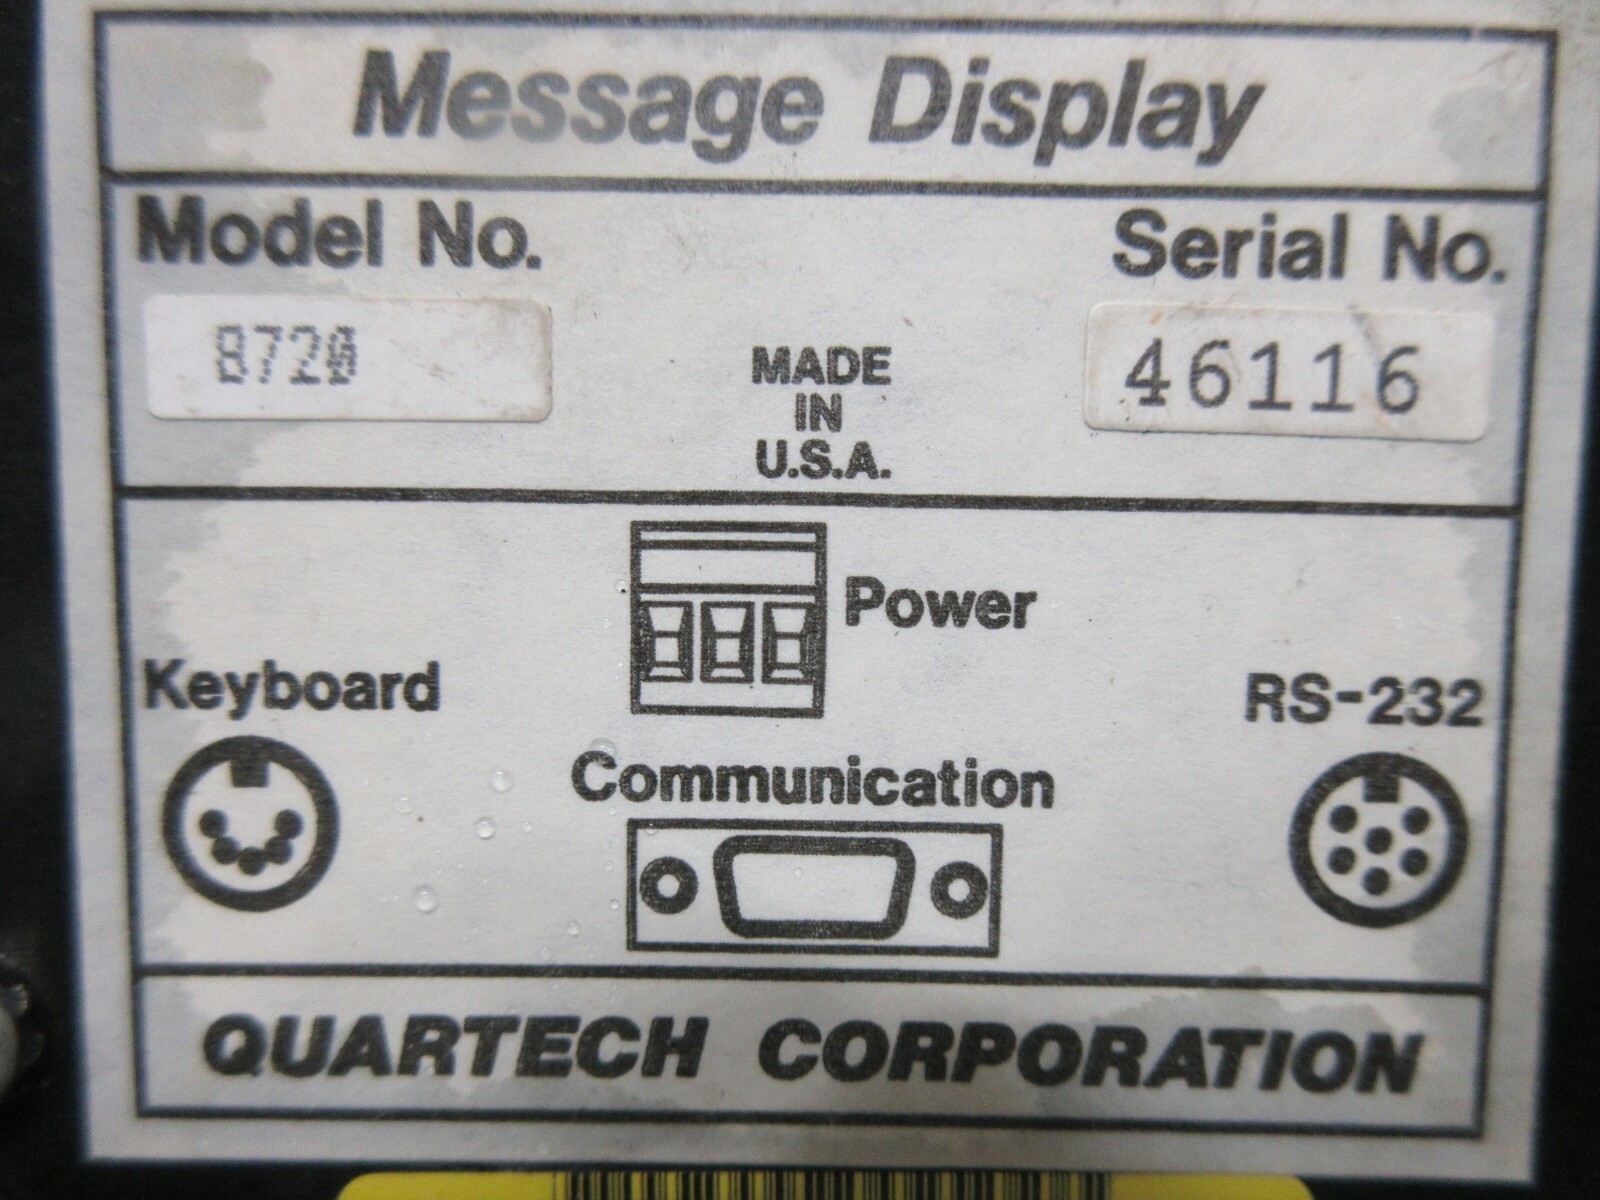 Message Display
Model No. Serial No.
8720 46116
MADE
IN
U.S.A.
Power
Keyboard RS-232
Communication
QUARTECH CORPORATION